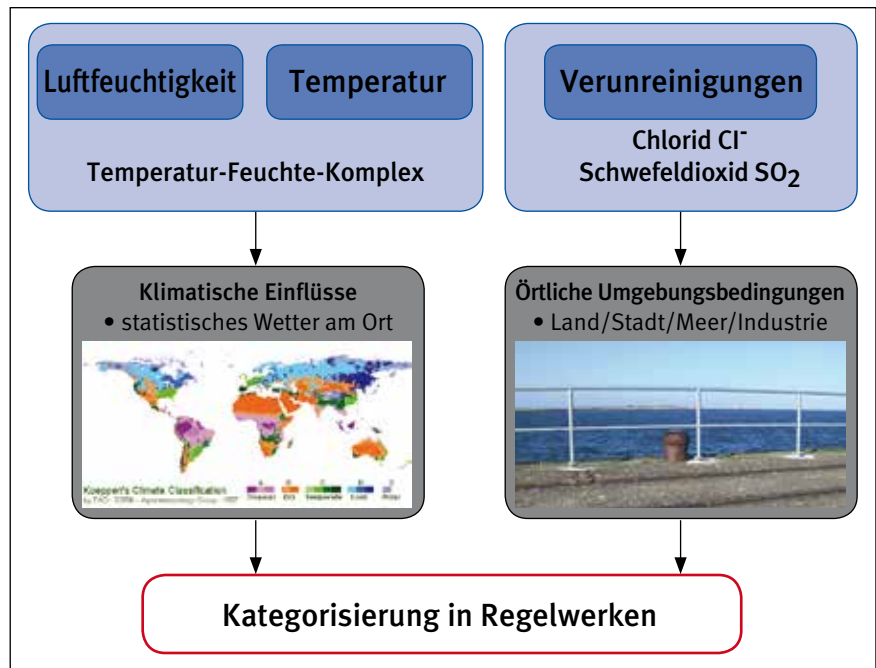 Luftfeuchtigkeit
Temperatur
Temperatur-Feuchte-Komplex
Verunreinigungen
Chlorid Cl⁻
Schwefeldioxid SO₂
Klimatische Einflüsse
• statistisches Wetter am Ort
Koeppen's Climate Classification
Örtliche Umgebungsbedingungen
• Land/Stadt/Meer/Industrie
Kategorisierung in Regelwerken